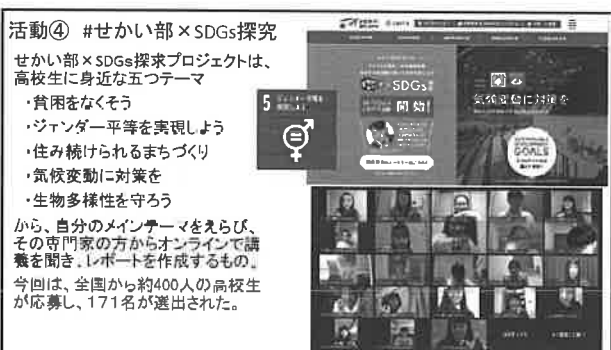 活動④ #せかい部×SDGs探究
せかい部×SDGs探求プロジェクトは、
高校生に身近な五つテーマ
・貧困をなくそう
・ジェンダー平等を実現しよう
・住み続けられるまちづくり
・気候変動に対策を
・生物多様性を守ろう
から、自分のメインテーマをえらび、
その専門家の方からオンラインで講
義を聞き、レポートを作成するもの。
今回は、全国から約400人の高校生
が応募し、171名が選出された。
5
SDGs
開始!
気候変動に対策を
GOALS